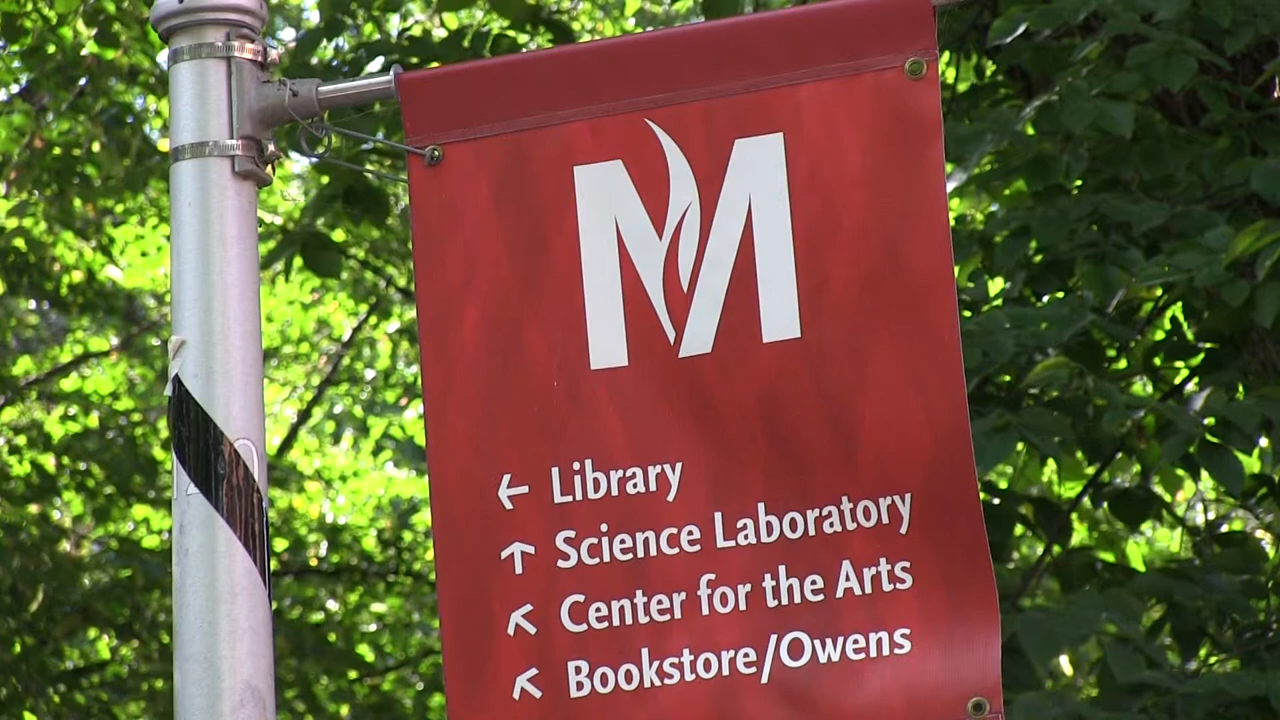 M
← Library
↑ Science Laboratory
↖ Center for the Arts
↖ Bookstore/Owens